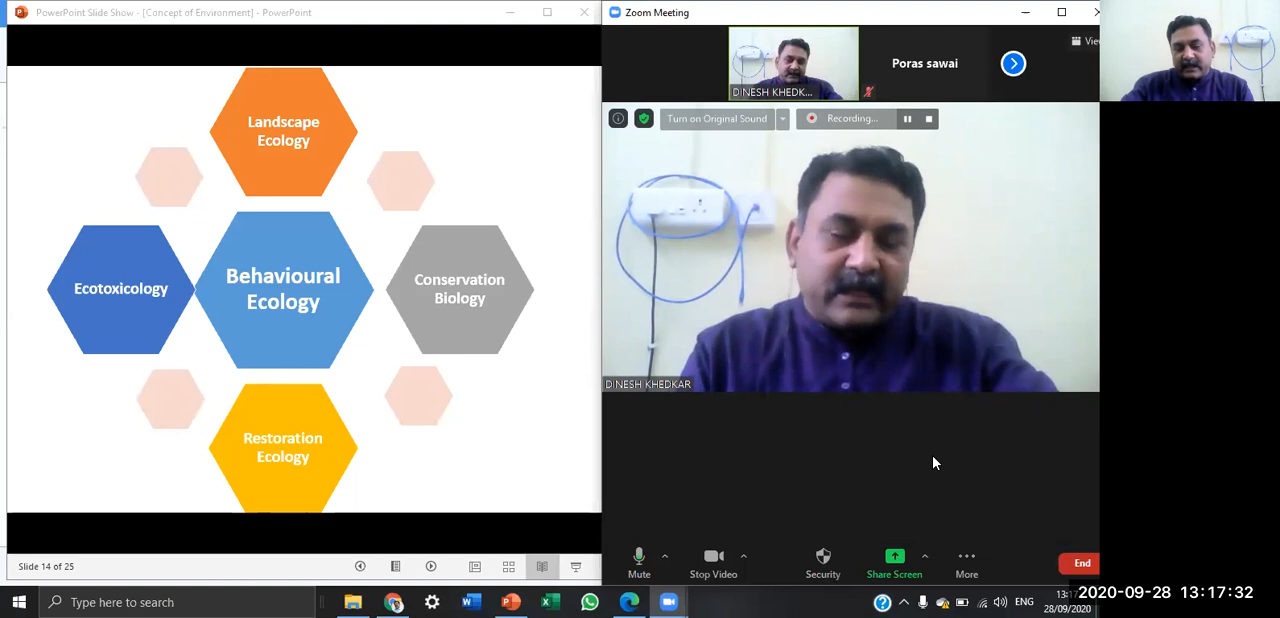 PowerPoint Slide Show - [Concept of Environment] - PowerPoint
Landscape
Ecology
Ecotoxicology
Behavioural
Ecology
Conservation
Biology
Restoration
Ecology
Slide 14 of 25
Zoom Meeting
DINESH KHEDK...
Poras sawai
Turn on Original Sound
Recording...
DINESH KHEDKAR
Mute
Stop Video
Security
Share Screen
More
End
Type here to search
ENG
28/09/2020
2020-09-28 13:17:32